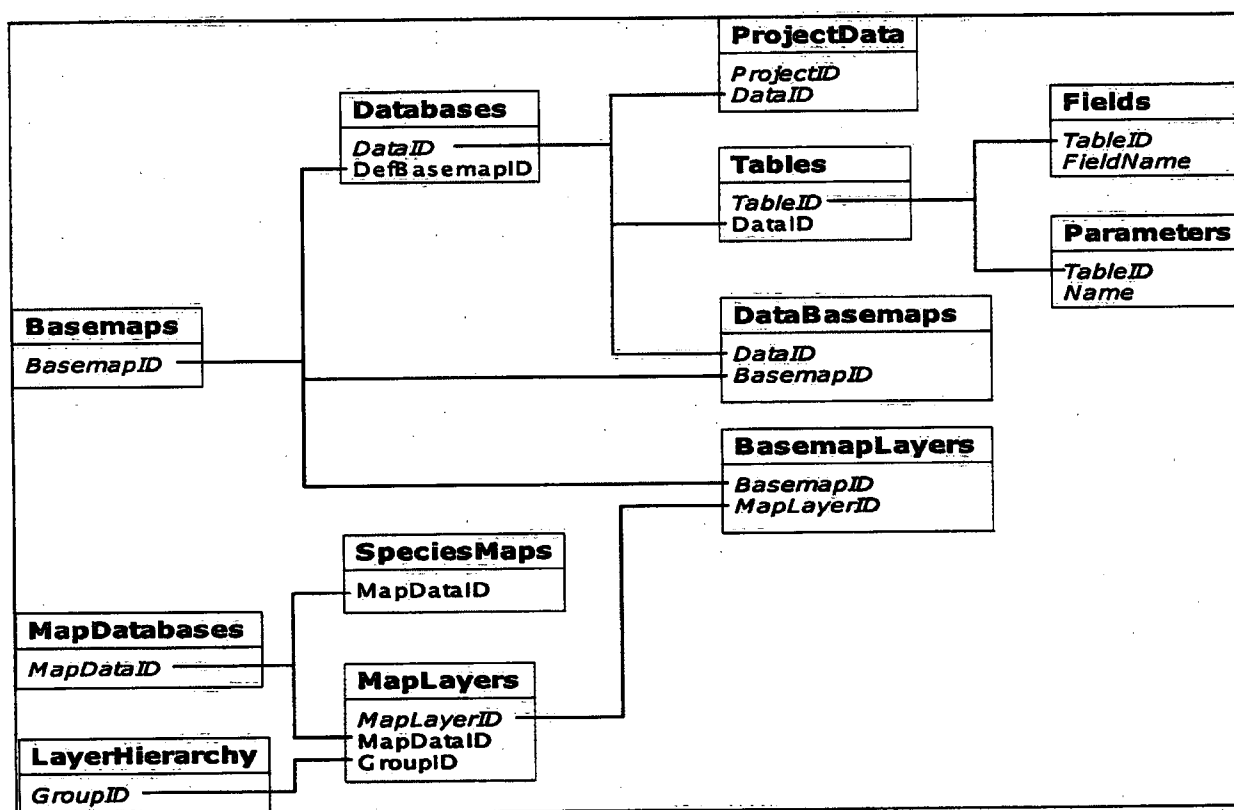 ProjectData
ProjectID
DataID
Databases
DataID
DefBasemapID
Fields
TableID
FieldName
Tables
TableID
DataID
Parameters
TableID
Name
Basemaps
BasemapID
DataBasemaps
DataID
BasemapID
BasemapLayers
BasemapID
MapLayerID
SpeciesMaps
MapDataID
MapDatabases
MapDataID
MapLayers
MapLayerID
MapDataID
GroupID
LayerHierarchy
GroupID